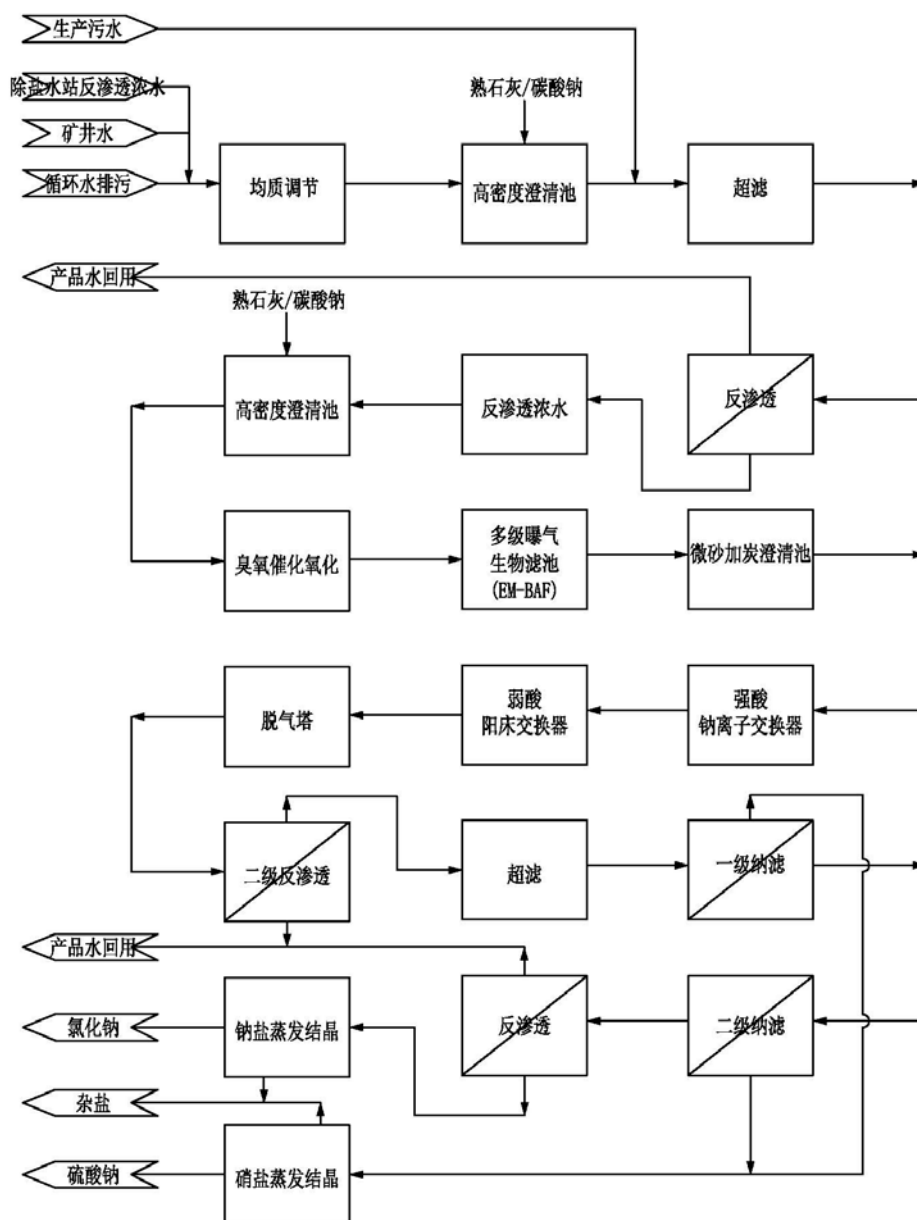 生产污水
除盐水站反渗透浓水
矿井水
循环水排污
均质调节
熟石灰/碳酸钠
高密度澄清池
超滤
产品水回用
熟石灰/碳酸钠
高密度澄清池
反渗透浓水
反渗透
臭氧催化氧化
多级曝气
生物滤池
(EM-BAF)
微砂加炭澄清池
脱气塔
弱酸
阳床交换器
强酸
钠离子交换器
二级反渗透
超滤
一级纳滤
产品水回用
氯化钠
钠盐蒸发结晶
反渗透
二级纳滤
杂盐
硫酸钠
硝盐蒸发结晶